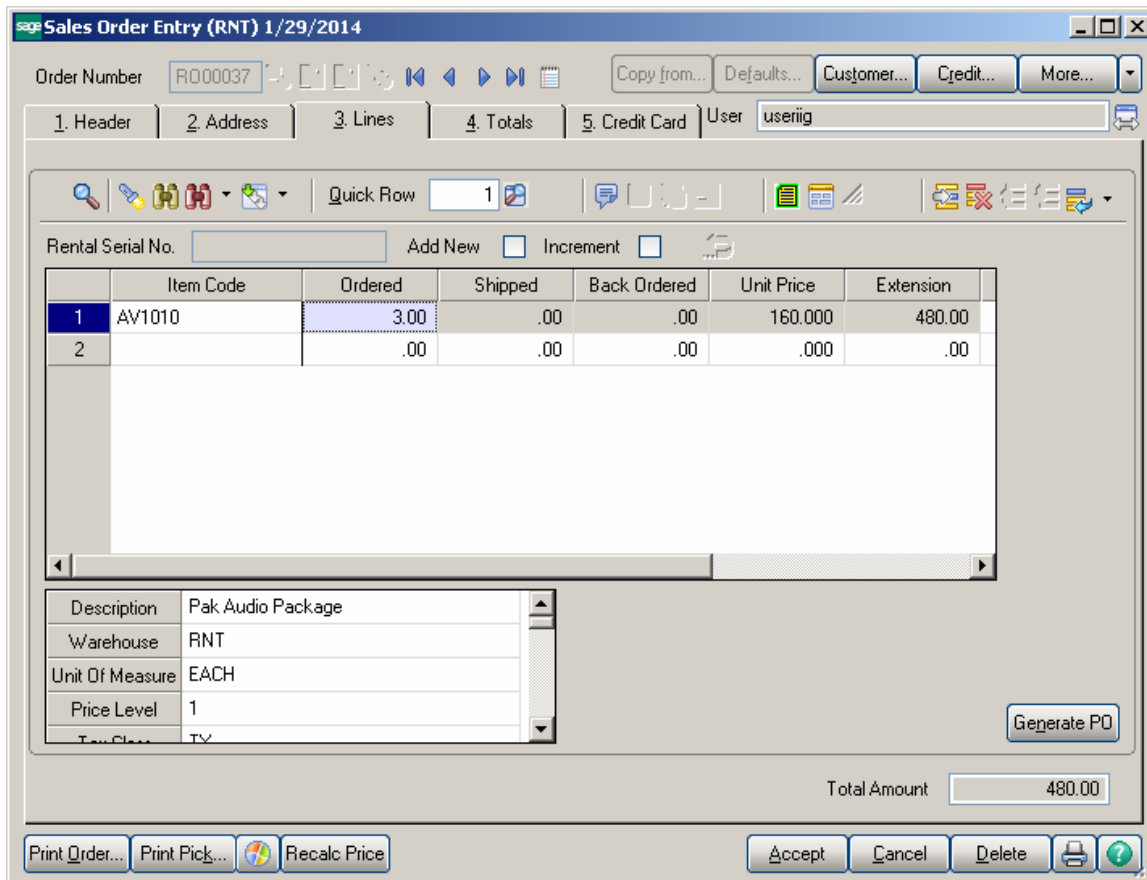 sage Sales Order Entry (RNT) 1/29/2014
Order Number RO00037 Copy from... Defaults... Customer... Credit... More...
1. Header 2. Address 3. Lines 4. Totals 5. Credit Card User useriig
Quick Row 1
Rental Serial No. Add New Increment
Item Code Ordered Shipped Back Ordered Unit Price Extension
1 AV1010 3.00 .00 .00 160.000 480.00
2 .00 .00 .00 .000 .00
Description Pak Audio Package
Warehouse RNT
Unit Of Measure EACH
Price Level 1
Tax Class TX
Generate PO
Total Amount 480.00
Print Order... Print Pick... Recalc Price Accept Cancel Delete